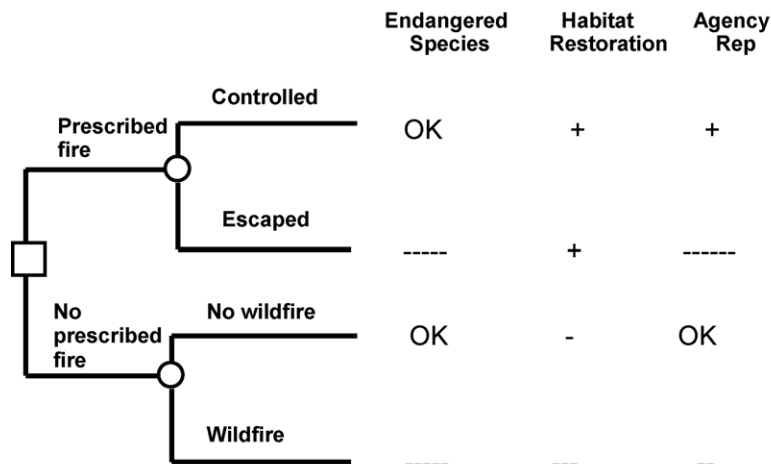 Endangered Species
Habitat Restoration
Agency Rep
Controlled
OK + +
Prescribed fire
Escaped
----- + ------
No prescribed fire
No wildfire
OK - OK
Wildfire
----- --- --